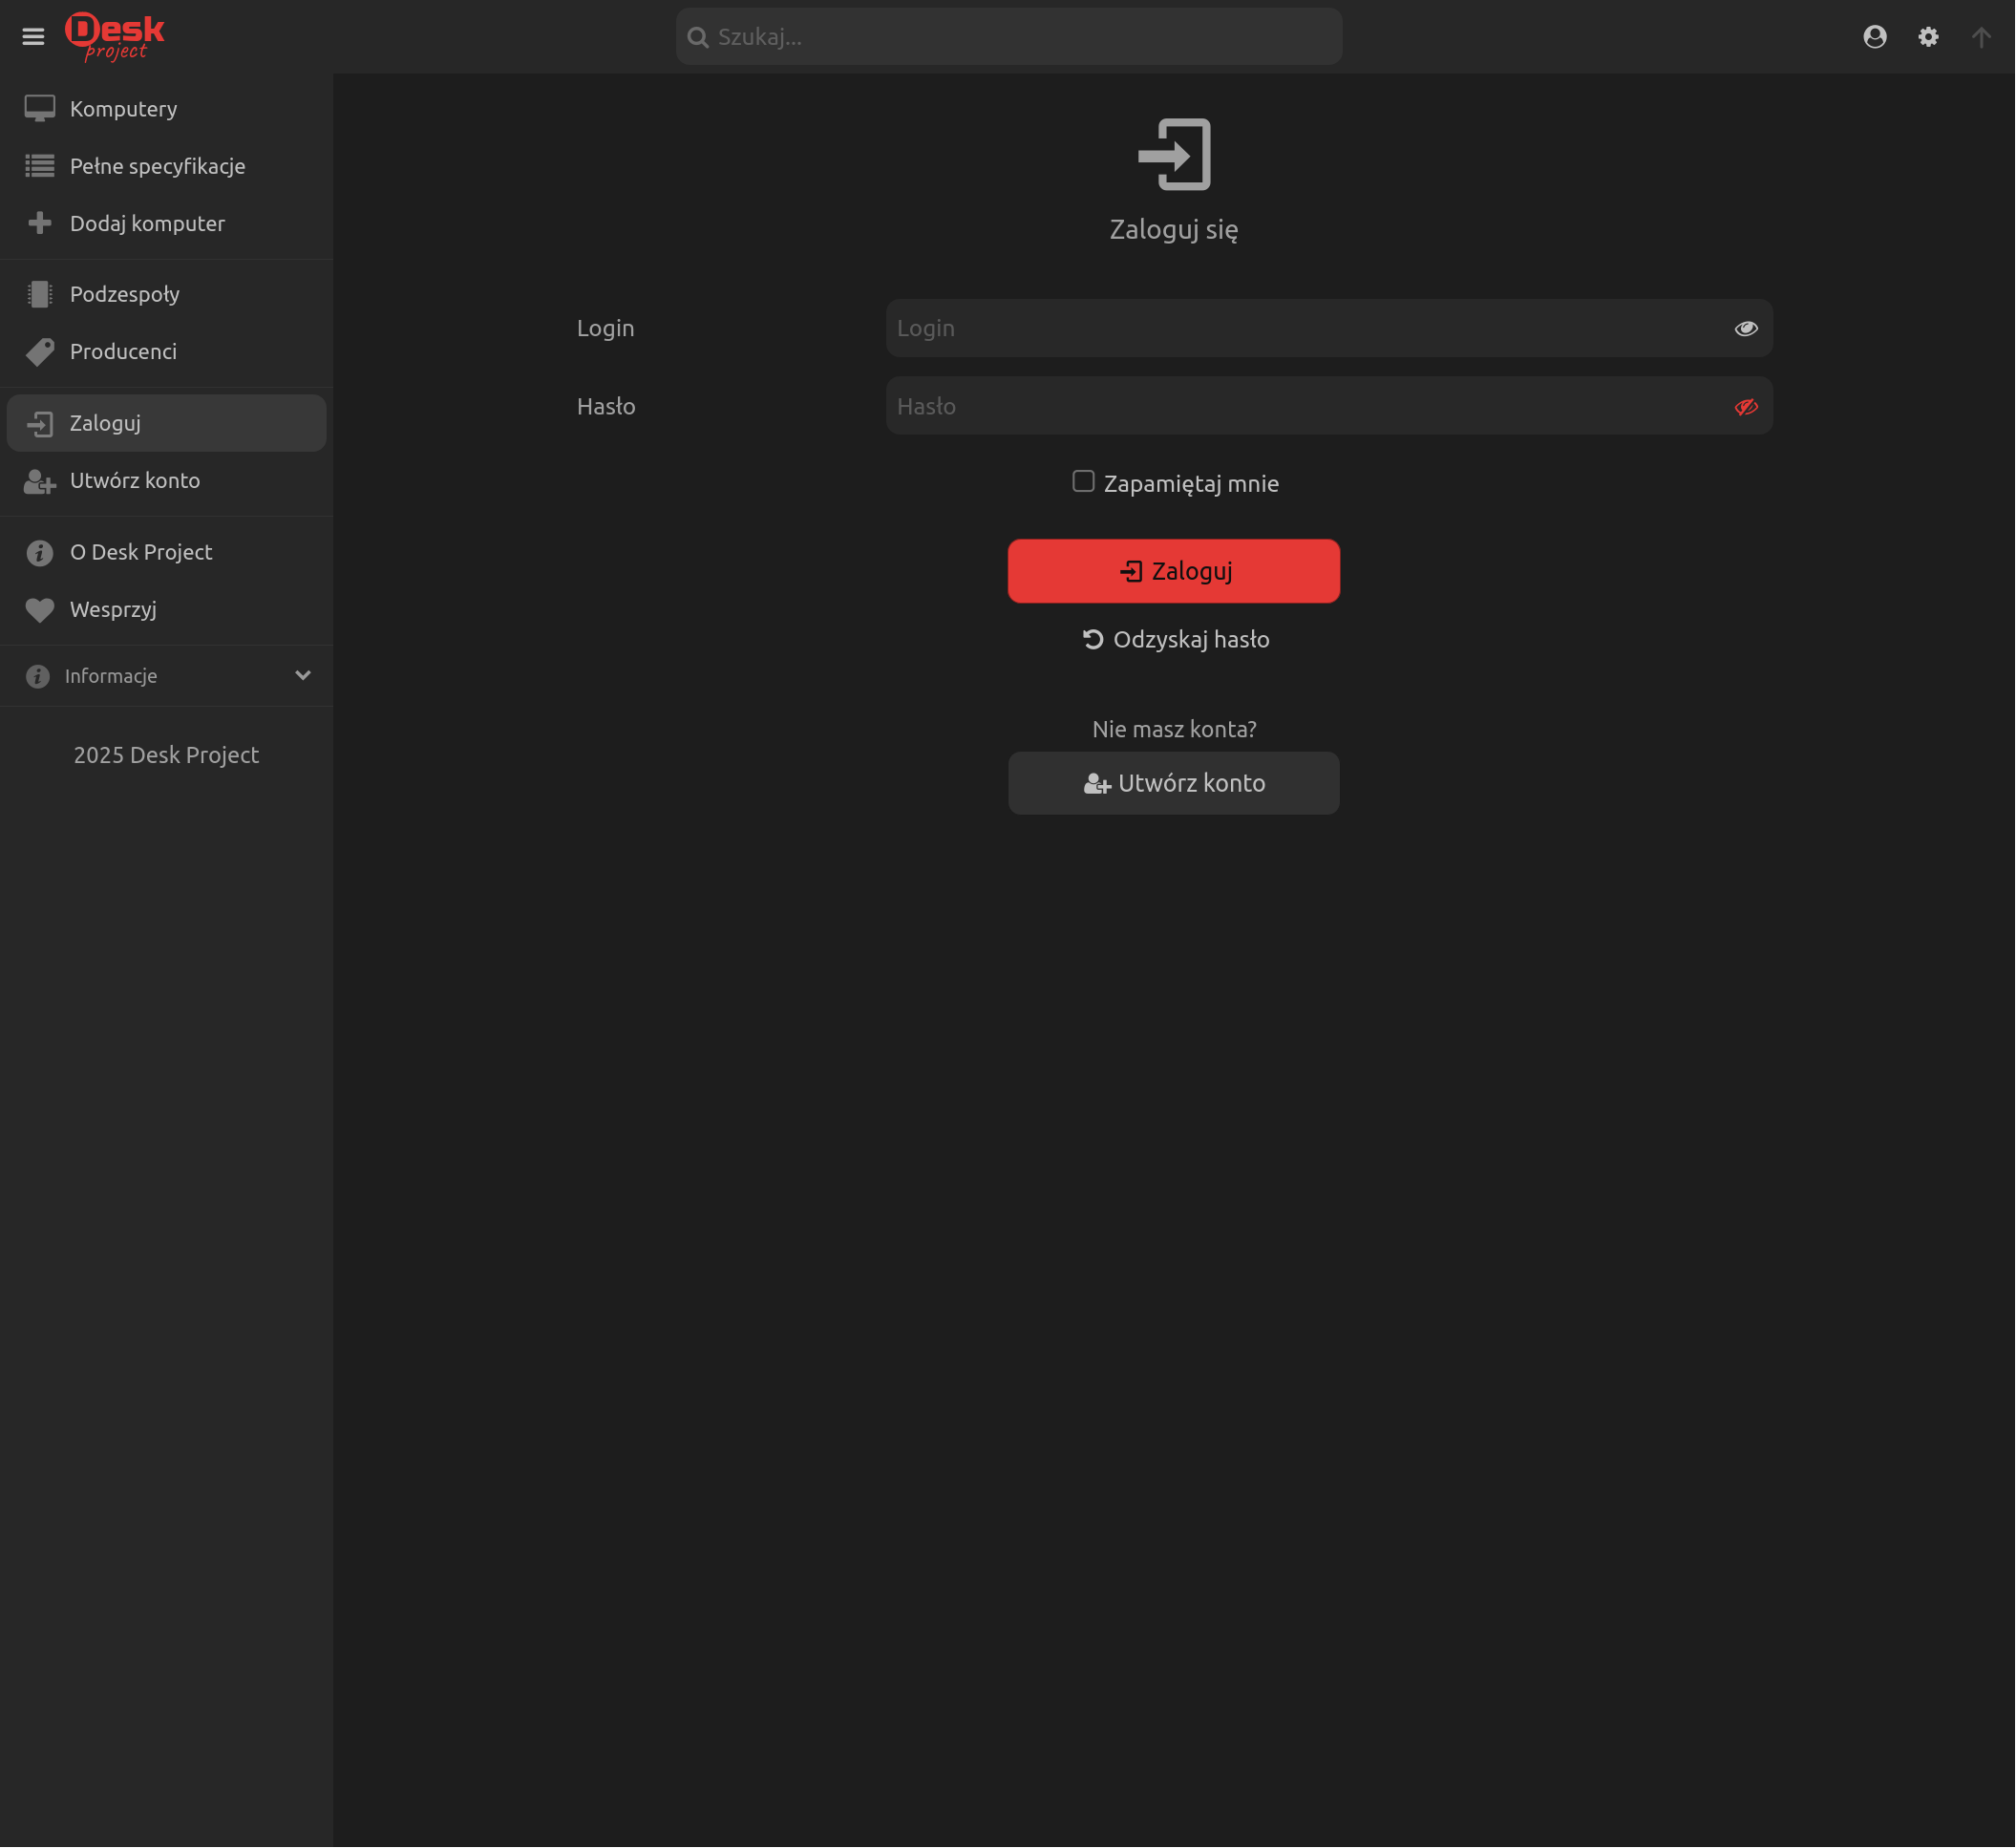 Desk
project
Szukaj...
Komputery
Pełne specyfikacje
Dodaj komputer
Podzespoły
Producenci
Zaloguj
Utwórz konto
O Desk Project
Wesprzyj
Informacje
2025 Desk Project
Zaloguj się
Login
Login
Hasło
Hasło
Zapamiętaj mnie
Zaloguj
Odzyskaj hasło
Nie masz konta?
Utwórz konto